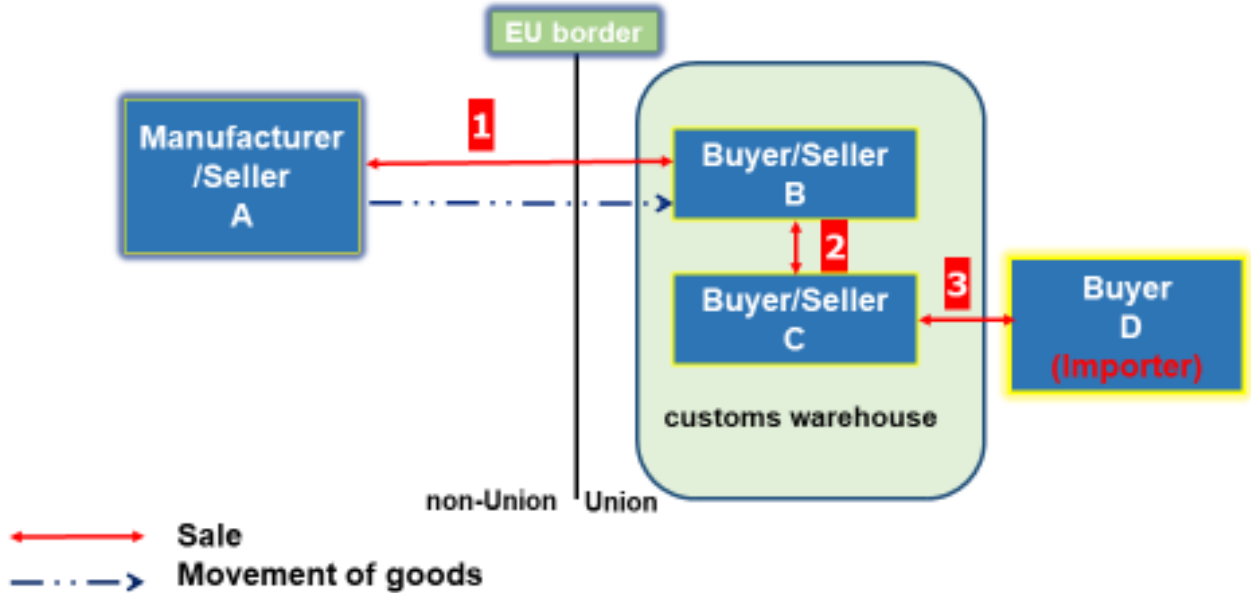 EU border
1
Manufacturer
/Seller
A
Buyer/Seller
B
2
Buyer/Seller
C
3
Buyer
D
(Importer)
customs warehouse
non-Union
Union
Sale
Movement of goods